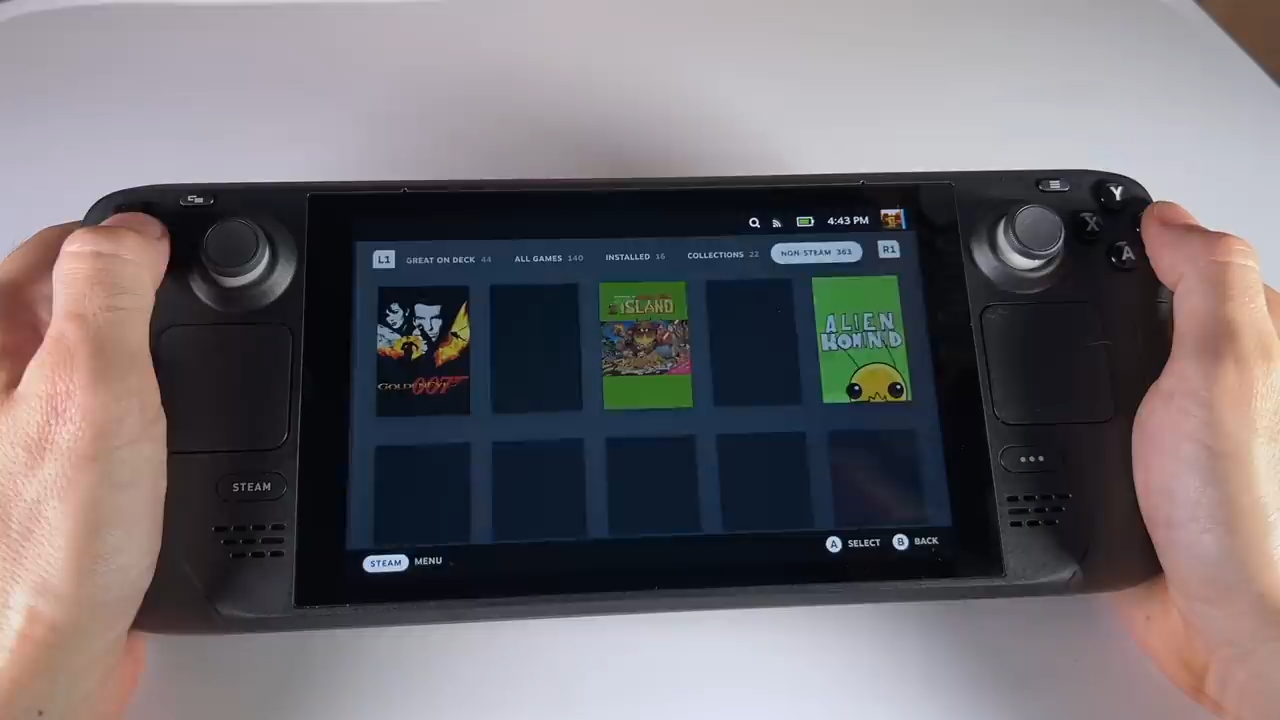 Y
X
A
4:43 PM
L1 GREAT ON DECK 44 ALL GAMES 140 INSTALLED 16 COLLECTIONS 22 NON-STEAM 363 R1
ISLAND
ALIEN
HOMINID
GOLDENEYE 007
STEAM
A SELECT B BACK
STEAM MENU